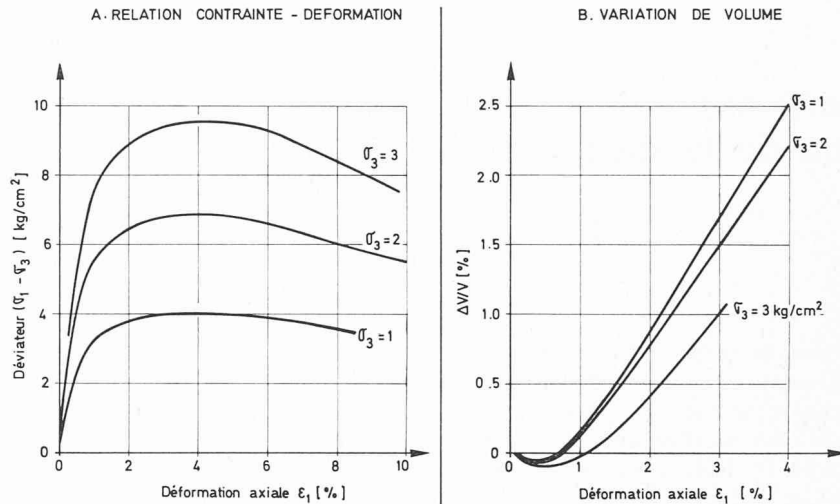 A. RELATION CONTRAINTE - DEFORMATION
10
8
6
4
2
0
Déviateur (σ1 - σ3) [kg/cm²]
σ3 = 3
σ3 = 2
σ3 = 1
0 2 4 6 8 10
Déformation axiale ε1 [%]
B. VARIATION DE VOLUME
2.5
2.0
1.5
1.0
0.5
0
ΔV/V [%]
σ3 = 1
σ3 = 2
σ3 = 3 kg/cm²
0 1 2 3 4
Déformation axiale ε1 [%]